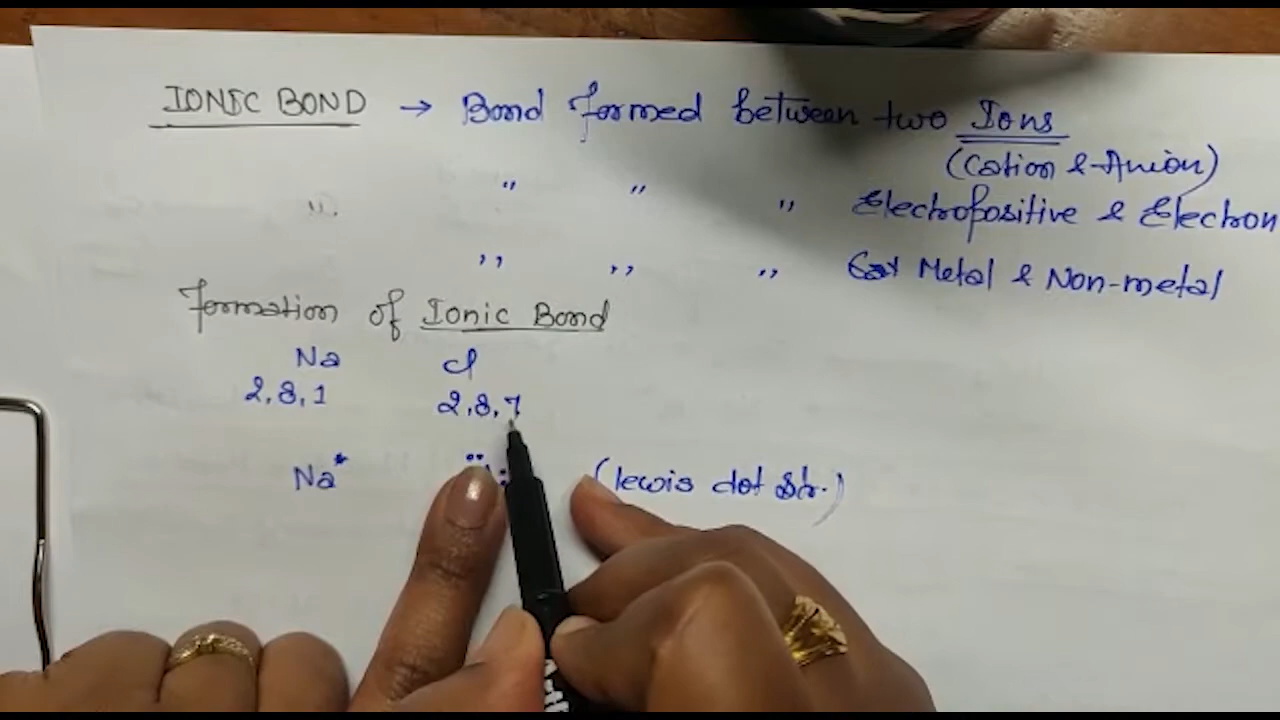 IONIC BOND → Bond formed between two Ions
(Cation & Anion)
" " " " Electropositive & Electron
,, ,, ,, Metal & Non-metal
Formation of Ionic Bond
Na Cl
2,8,1 2,8,7
Na (lewis dot Str.)